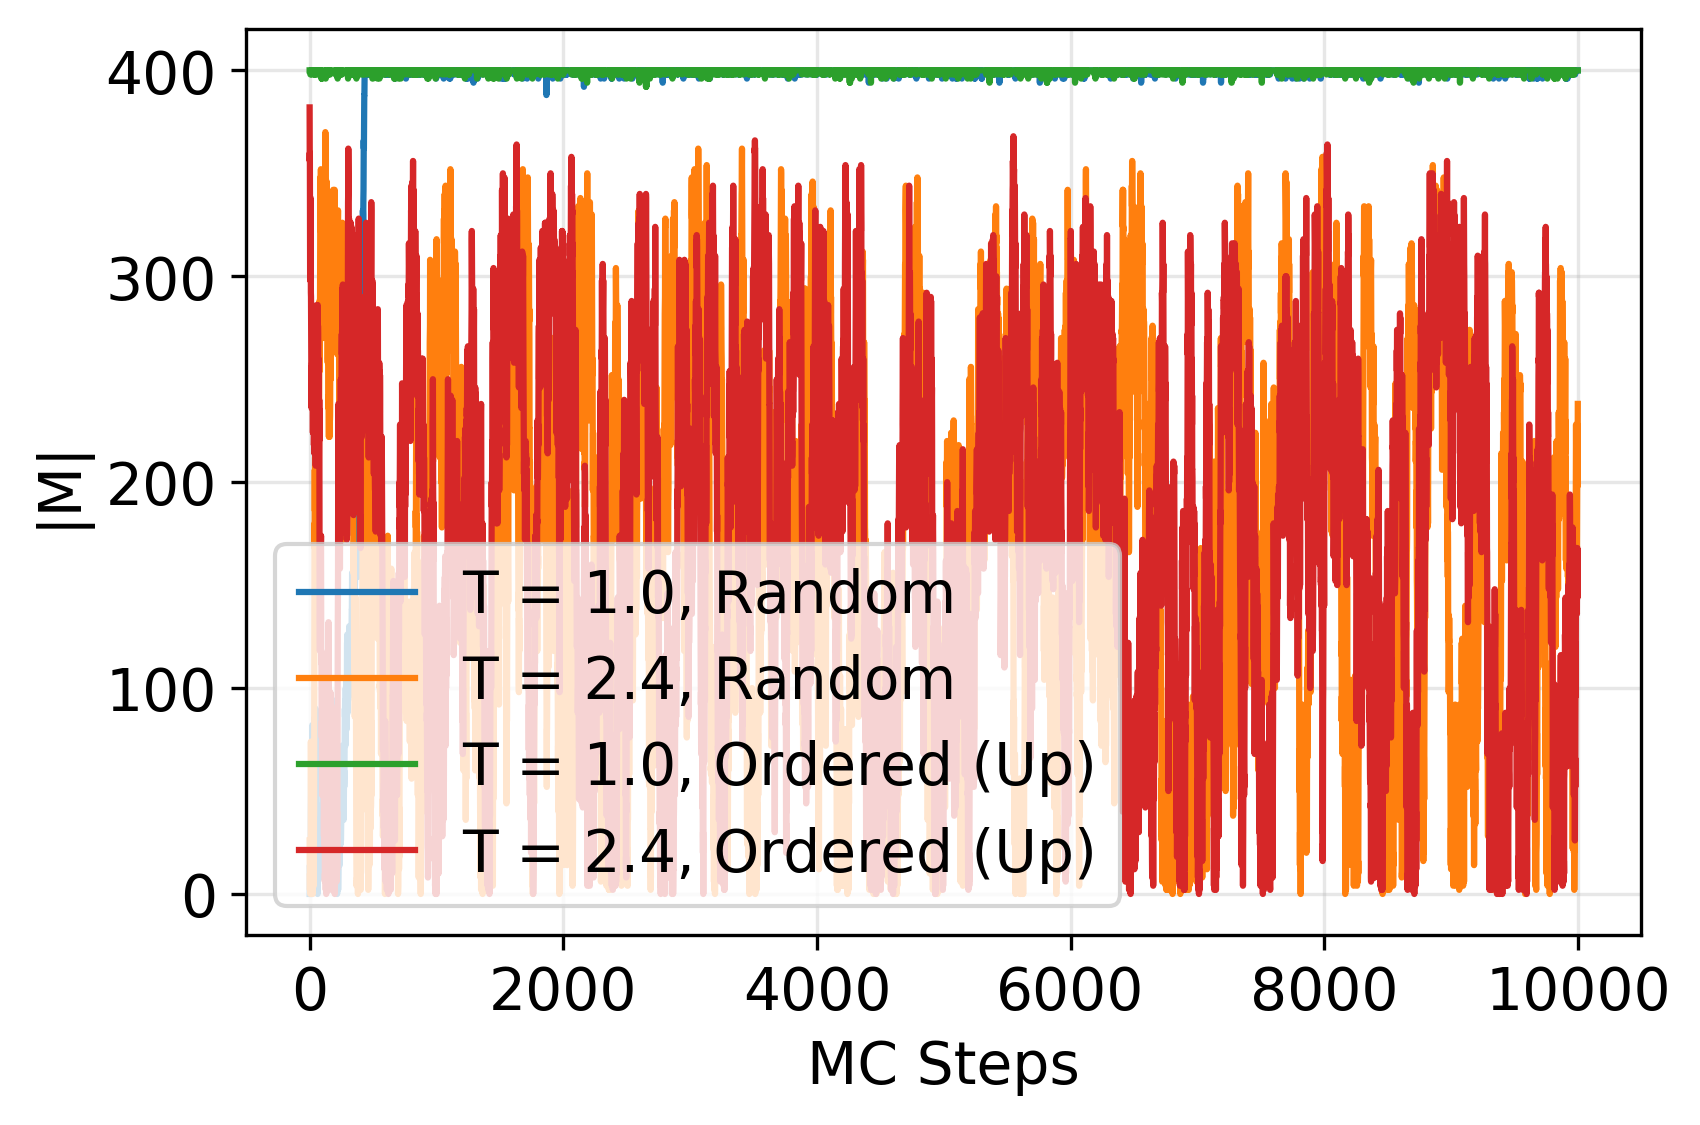 400
300
200
100
0
|M|
T = 1.0, Random
T = 2.4, Random
T = 1.0, Ordered (Up)
T = 2.4, Ordered (Up)
0 2000 4000 6000 8000 10000
MC Steps